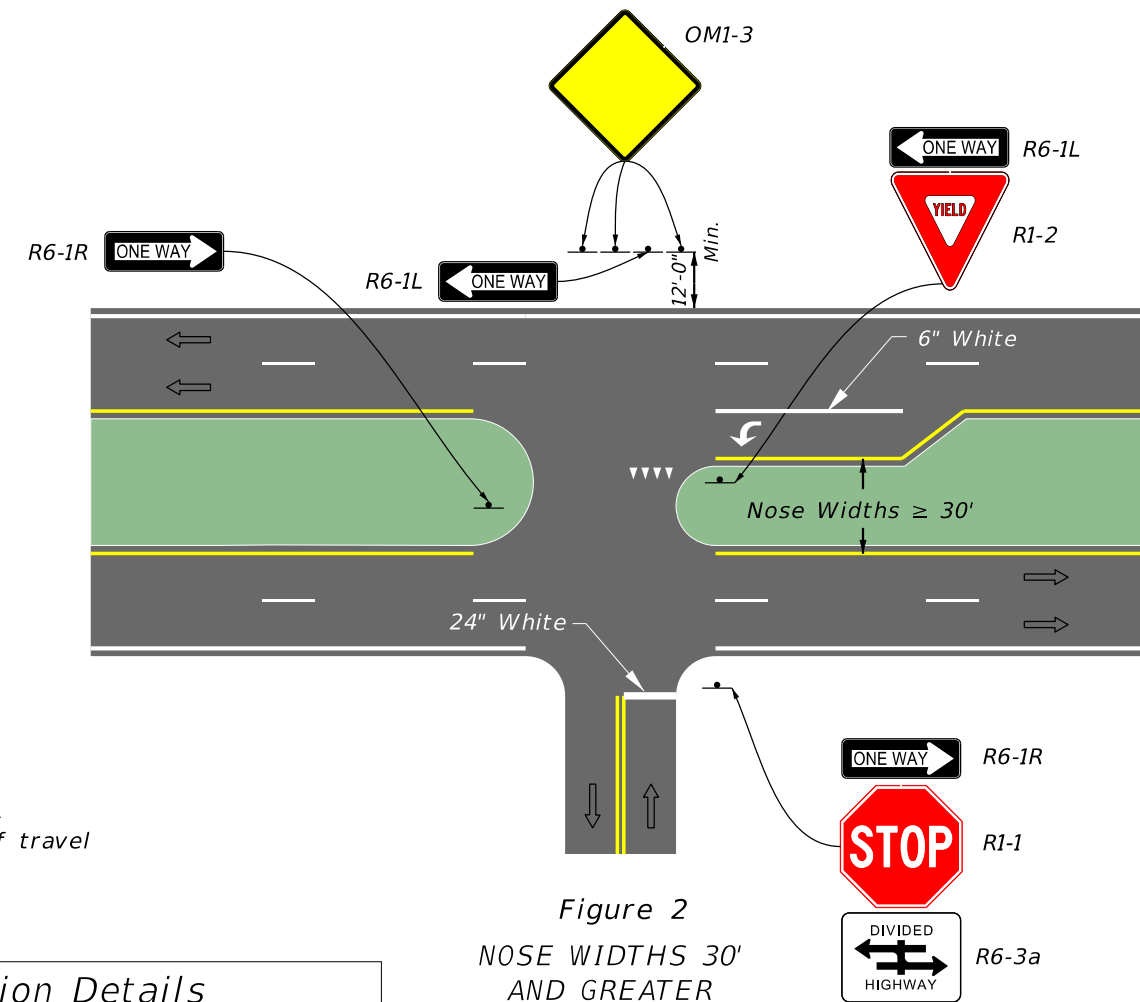 OM1-3
ONE WAY
R6-1L
YIELD
R1-2
R6-1R
ONE WAY
R6-1L
ONE WAY
12'-0"
Min.
6" White
Nose Widths ≥ 30'
24" White
ONE WAY
R6-1R
STOP
R1-1
DIVIDED
HIGHWAY
R6-3a
travel
Figure 2
NOSE WIDTHS 30'
AND GREATER
Details